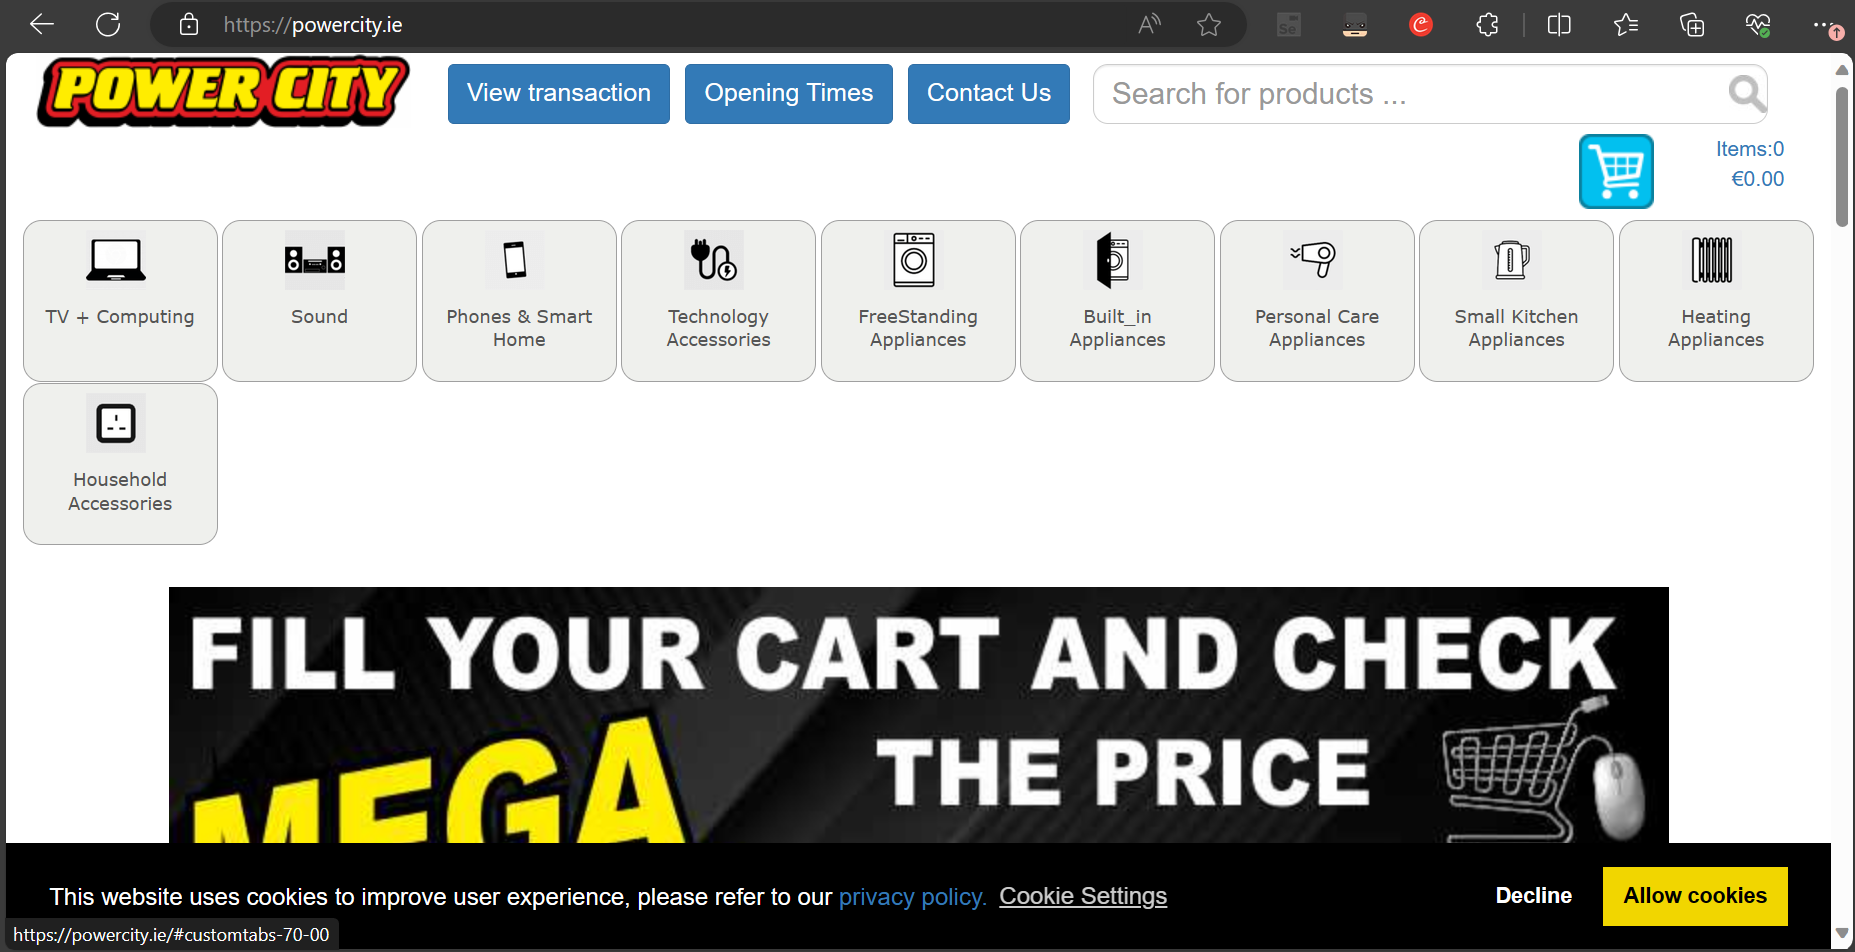 https://powercity.ie
Se
POWER CITY
View transaction
Opening Times
Contact Us
Search for products ...
Items:0
€0.00
TV + Computing
Sound
Phones & Smart
Home
Technology
Accessories
FreeStanding
Appliances
Built_in
Appliances
Personal Care
Appliances
Small Kitchen
Appliances
Heating
Appliances
Household
Accessories
FILL YOUR CART AND CHECK
THE PRICE
MEGA
This website uses cookies to improve user experience, please refer to our privacy policy. Cookie Settings
Decline
Allow cookies
https://powercity.ie/#customtabs-70-00